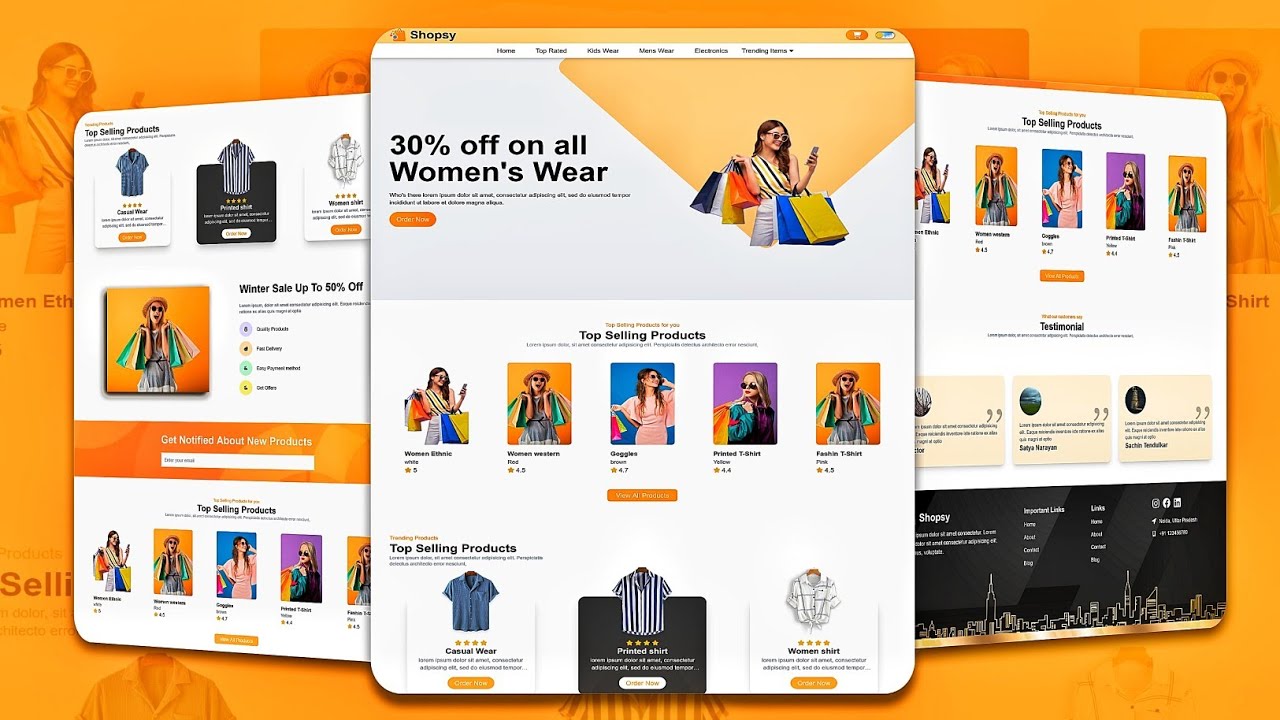 Shopsy
Home Top Rated Kids Wear Mens Wear Electronics Trending Items
30% off on all
Women's Wear
Who's there lorem ipsum dolor sit amet, consectetur adipiscing elit, sed do eiusmod tempor
incididunt ut labore et dolore magna aliqua.
Order Now
Top Selling Products for you
Top Selling Products
Lorem ipsum dolor sit amet consectetur adipisicing elit. Perspiciatis delectus architecto error nesciunt,
Women Ethnic
white
5
Women western
Red
4.5
Goggles
brown
4.7
Printed T-Shirt
Yellow
4.4
Fashin T-Shirt
Pink
4.5
View All Products
Trending Products
Top Selling Products
Lorem ipsum dolor sit amet consectetur adipisicing elit. Perspiciatis delectus
architecto error nesciunt,
Casual Wear
lorem ipsum dolor sit amet, consectetur
adipiscing elit, sed do eiusmod tempor...
Order Now
Printed shirt
lorem ipsum dolor sit amet, consectetur
adipiscing elit, sed do eiusmod tempor...
Order Now
Women shirt
lorem ipsum dolor sit amet, consectetur
adipiscing elit, sed do eiusmod tempor...
Order Now
Trending Products
Top Selling Products
Casual Wear
Order Now
Printed shirt
Order Now
Women shirt
Order Now
Winter Sale Up To 50% Off
Quality Products
Fast Delivery
Easy Payment method
Get Offers
Get Notified About New Products
Enter your email
Top Selling Products for you
Top Selling Products
Women Ethnic
white
5
Women western
Red
4.5
Goggles
brown
4.7
Printed T-Shirt
Yellow
4.4
Fashin T-S
Pink
4.5
View All Products
Top Selling Products for you
Top Selling Products
men Ethnic
Women western
Red
4.5
Goggles
brown
4.7
Printed T-Shirt
Yellow
4.4
Fashin T-Shirt
Pink
4.5
View All Products
What our customers say
Testimonial
ctor
Satya Narayan
Sachin Tendulkar
Shopsy
Important Links
Home
About
Contact
Blog
Links
Home
About
Contact
Blog
Noida, Uttar Pradesh
+91 123456789
men Eth
Products
Selli
m dolor, sit a
chitecto erro
Shirt